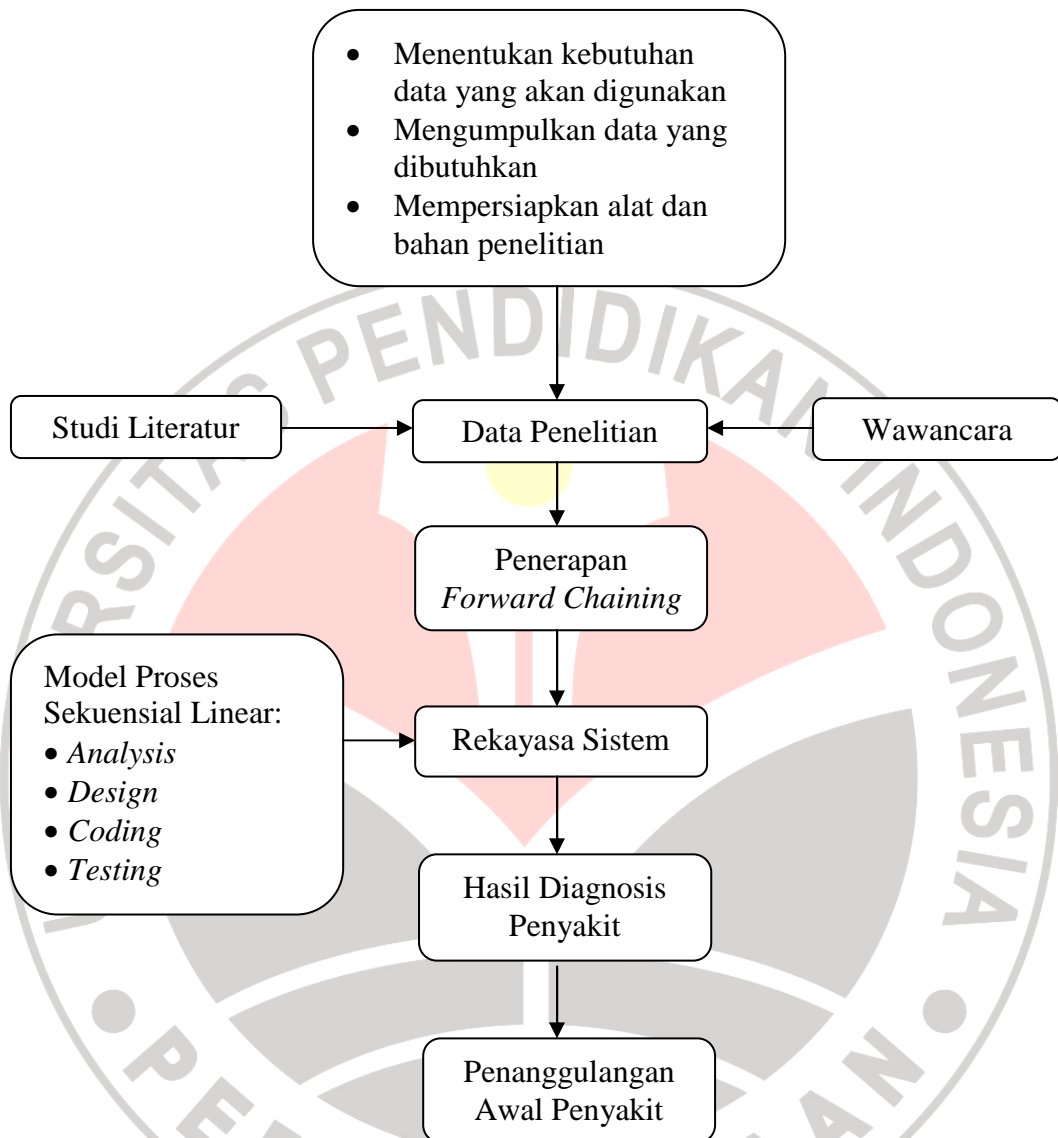 • Menentukan kebutuhan
data yang akan digunakan
• Mengumpulkan data yang
dibutuhkan
• Mempersiapkan alat dan
bahan penelitian
Studi Literatur
Data Penelitian
Wawancara
Penerapan
Forward Chaining
Model Proses
Sekuensial Linear:
• Analysis
• Design
• Coding
• Testing
Rekayasa Sistem
Hasil Diagnosis
Penyakit
Penanggulangan
Awal Penyakit
PENDIDIKAN INDONESIA